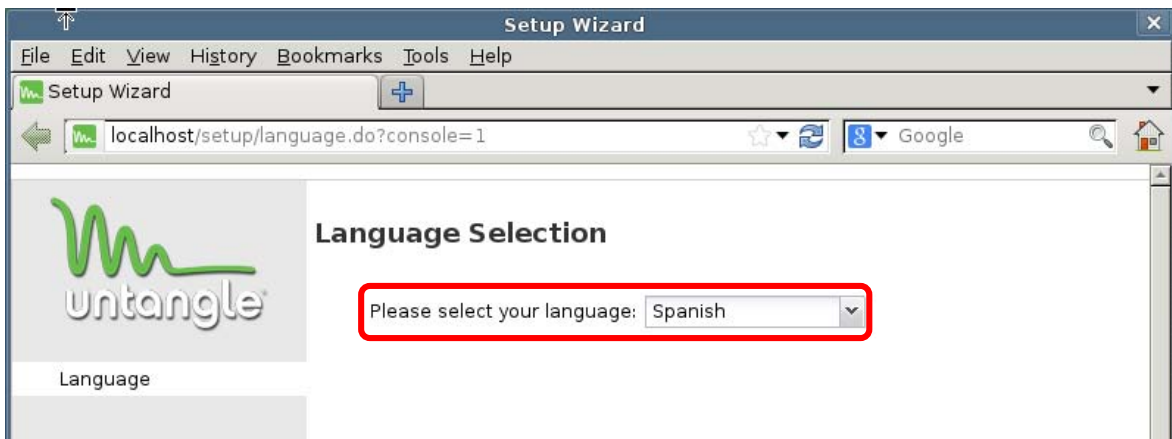 Setup Wizard
File Edit View History Bookmarks Tools Help
Setup Wizard
localhost/setup/language.do?console=1
8 Google
untangle
Language Selection
Please select your language: Spanish
Language